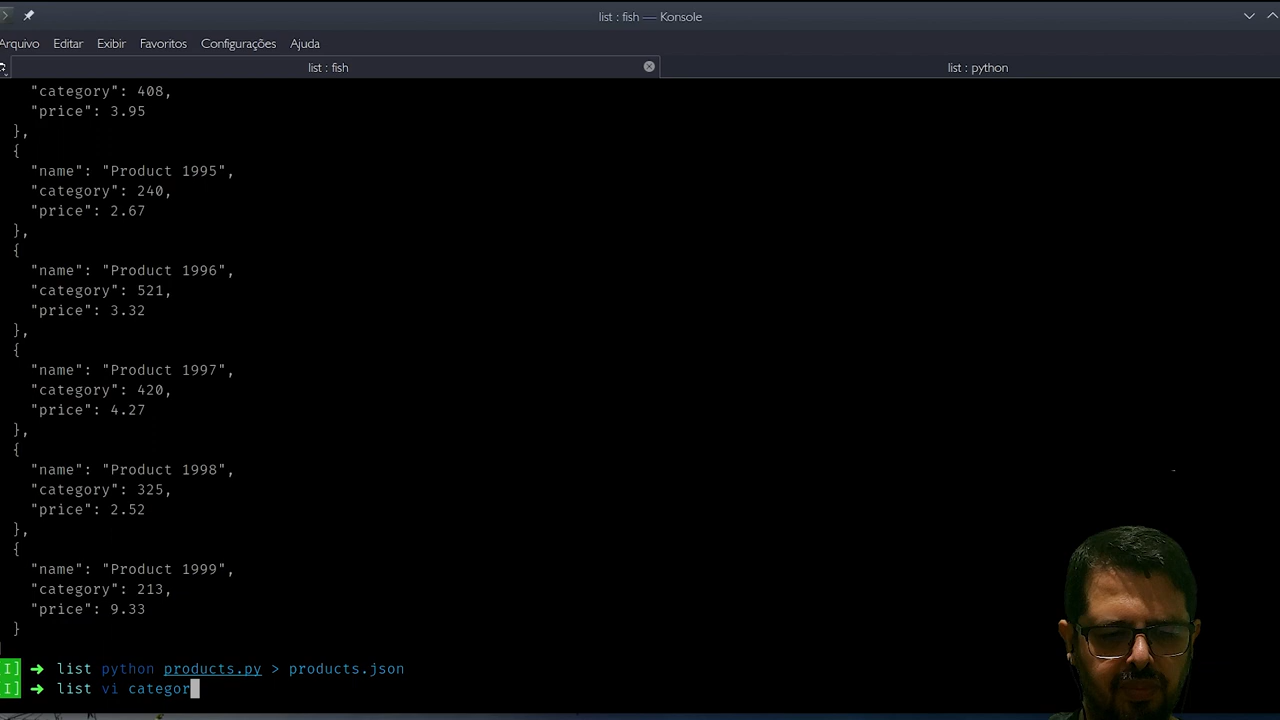 list : fish — Konsole
Arquivo Editar Exibir Favoritos Configurações Ajuda
list : fish
list : python
"category": 408,
"price": 3.95
},
{
"name": "Product 1995",
"category": 240,
"price": 2.67
},
{
"name": "Product 1996",
"category": 521,
"price": 3.32
},
{
"name": "Product 1997",
"category": 420,
"price": 4.27
},
{
"name": "Product 1998",
"category": 325,
"price": 2.52
},
{
"name": "Product 1999",
"category": 213,
"price": 9.33
}
]
[I] ➜ list python products.py > products.json
[I] ➜ list vi categor